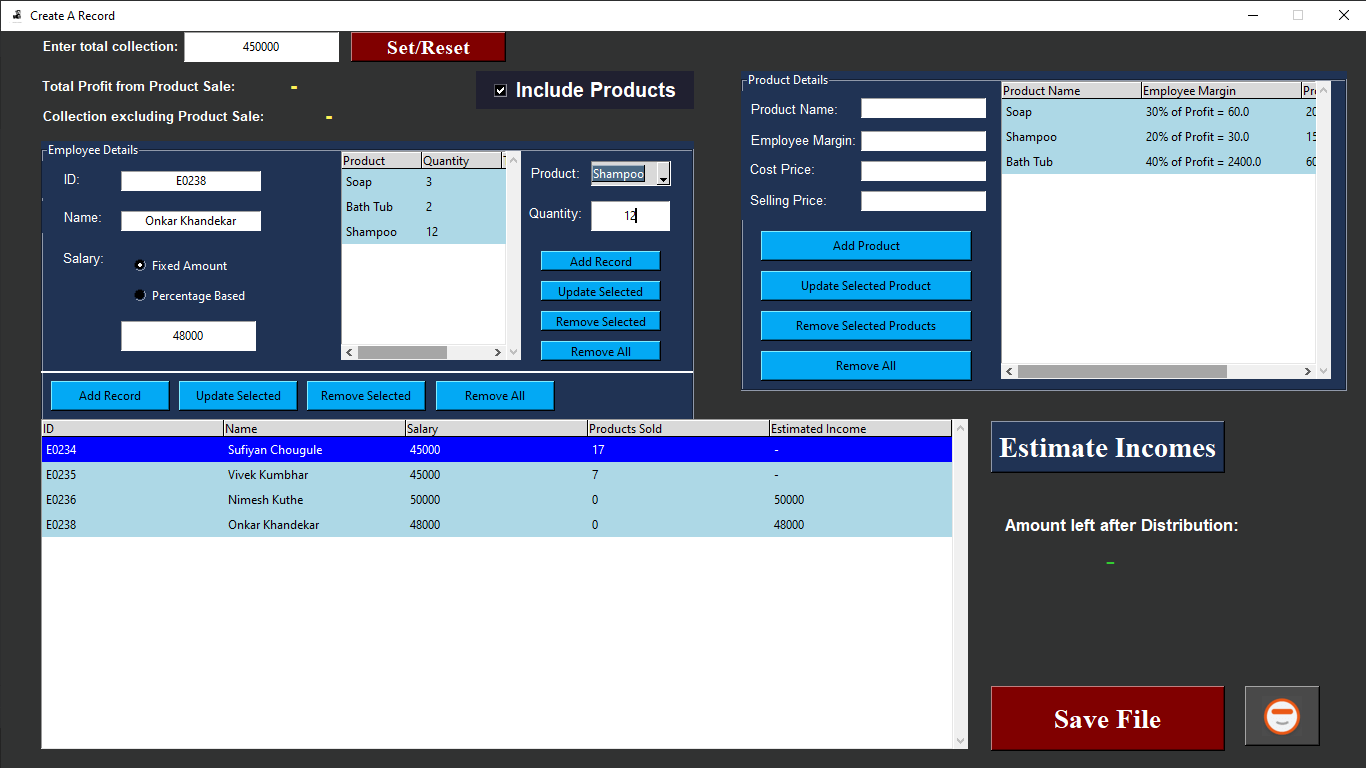 Create A Record
Enter total collection: 450000 Set/Reset
Total Profit from Product Sale: -
Include Products
Collection excluding Product Sale: -
Employee Details
ID: E0238
Name: Onkar Khandekar
Salary: Fixed Amount
Percentage Based
48000
Product Quantity
Soap 3
Bath Tub 2
Shampoo 12
Product: Shampoo
Quantity: 12
Add Record
Update Selected
Remove Selected
Remove All
Add Record Update Selected Remove Selected Remove All
Product Details
Product Name:
Employee Margin:
Cost Price:
Selling Price:
Add Product
Update Selected Product
Remove Selected Products
Remove All
Product Name Employee Margin
Soap 30% of Profit = 60.0
Shampoo 20% of Profit = 30.0
Bath Tub 40% of Profit = 2400.0
ID Name Salary Products Sold Estimated Income
E0234 Sufiyan Chougule 45000 17 -
E0235 Vivek Kumbhar 45000 7 -
E0236 Nimesh Kuthe 50000 0 50000
E0238 Onkar Khandekar 48000 0 48000
Estimate Incomes
Amount left after Distribution:
-
Save File